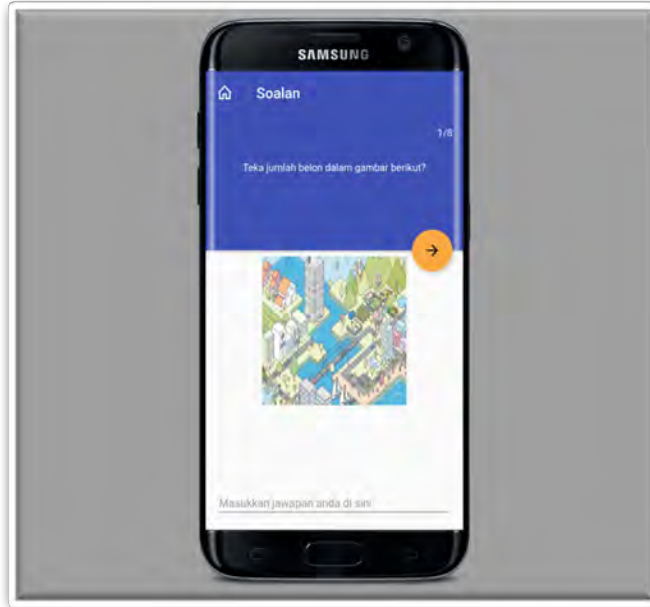 SAMSUNG
Soalan
1/8
Teka jumlah belon dalam gambar berikut?
Masukkan jawapan anda di sini